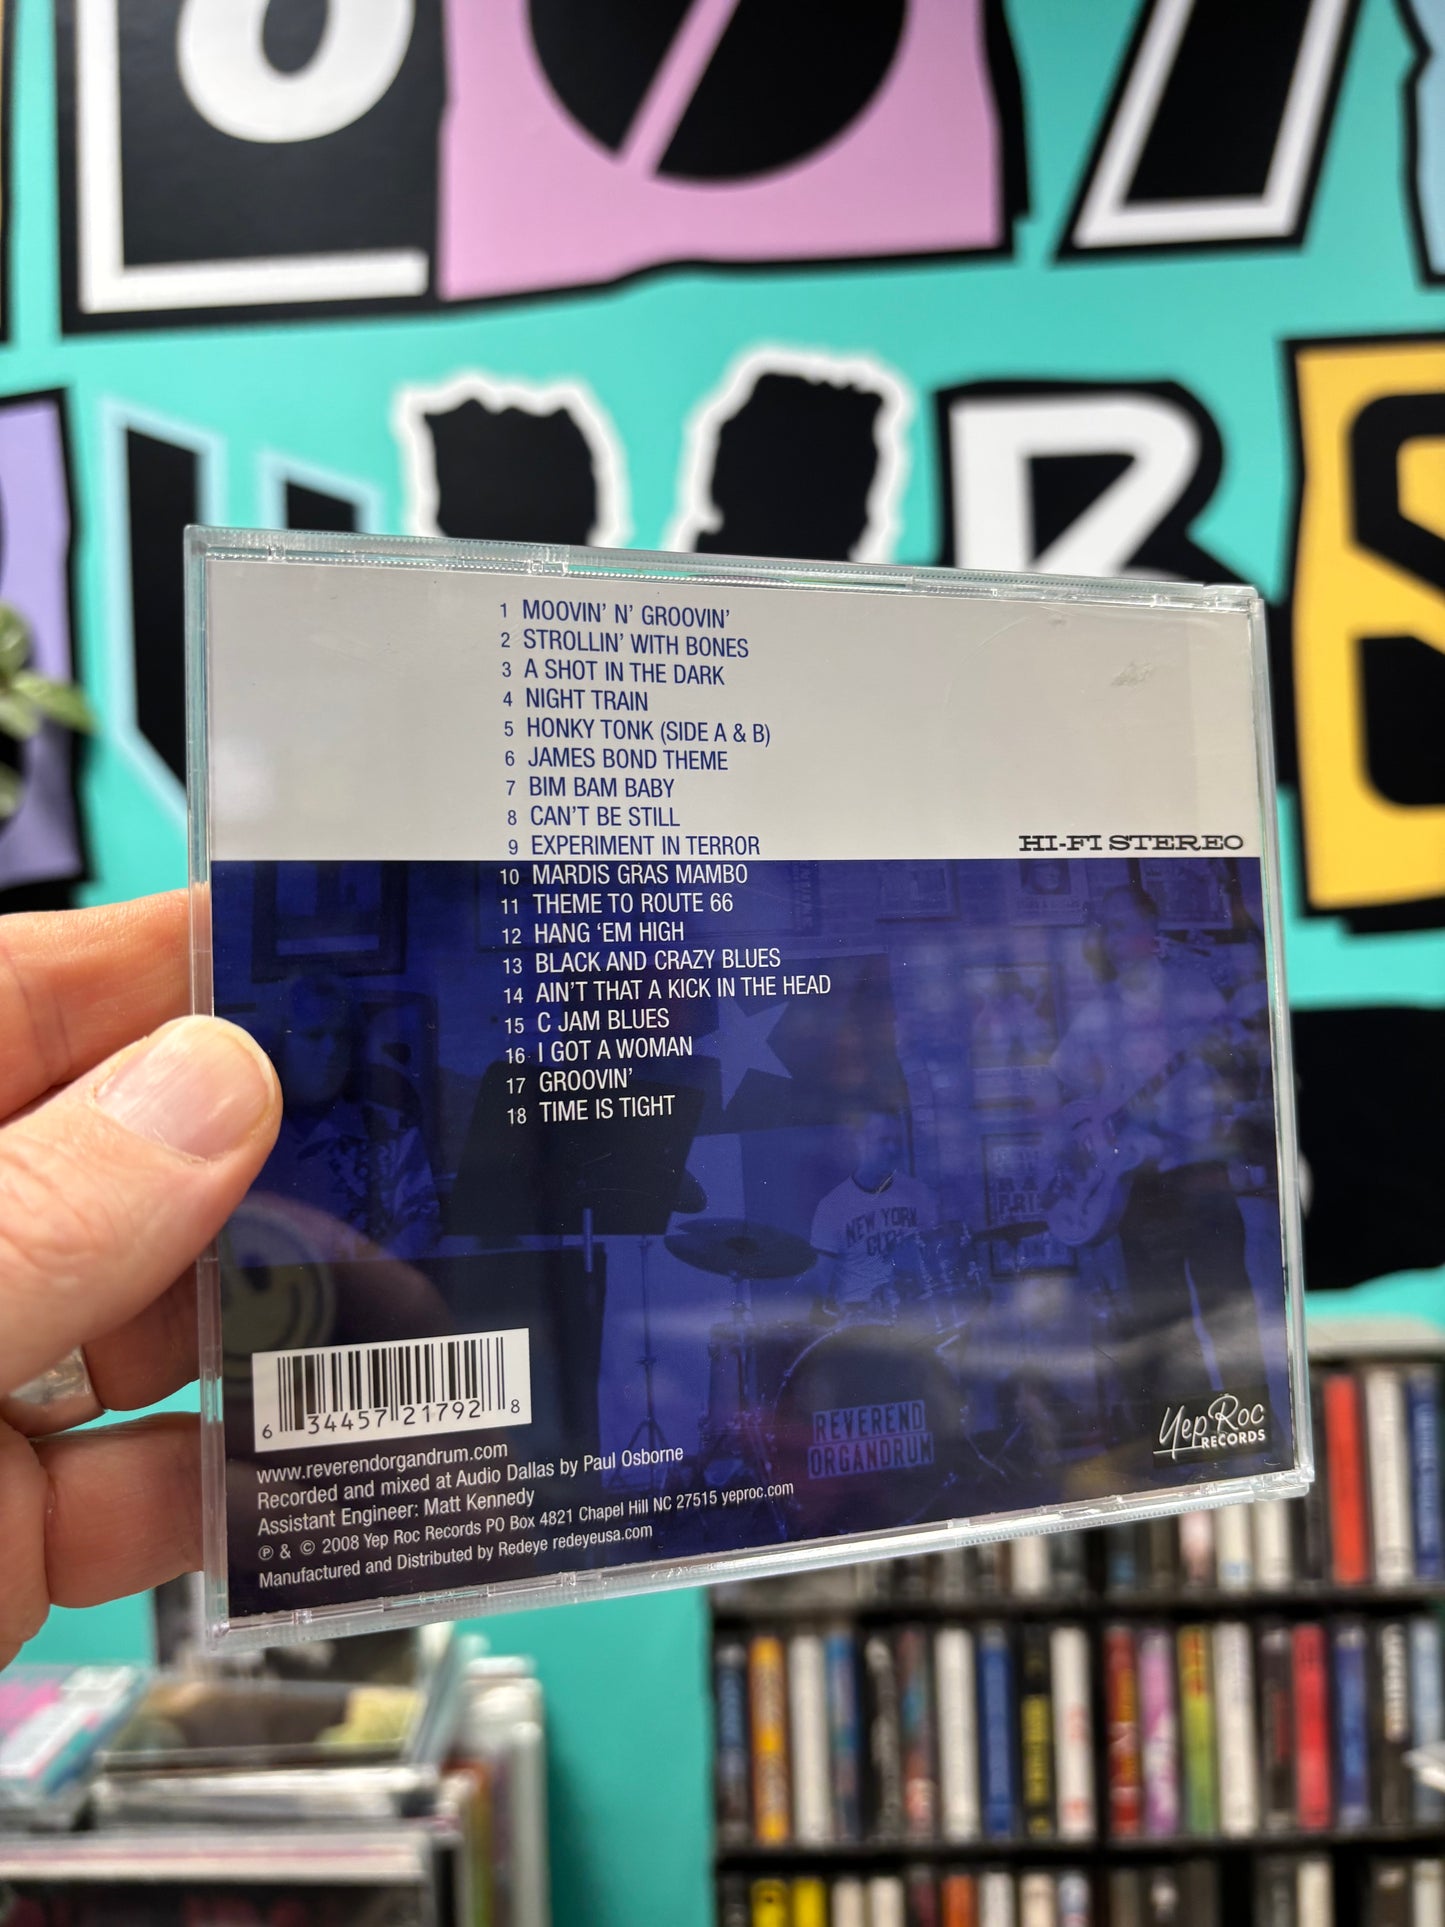 1 MOOVIN' N' GROOVIN'
2 STROLLIN' WITH BONES
3 A SHOT IN THE DARK
4 NIGHT TRAIN
5 HONKY TONK (SIDE A & B)
6 JAMES BOND THEME
7 BIM BAM BABY
8 CAN'T BE STILL
9 EXPERIMENT IN TERROR
HI-FI STEREO
10 MARDIS GRAS MAMBO
11 THEME TO ROUTE 66
12 HANG 'EM HIGH
13 BLACK AND CRAZY BLUES
14 AIN'T THAT A KICK IN THE HEAD
15 C JAM BLUES
16 I GOT A WOMAN
17 GROOVIN'
18 TIME IS TIGHT
NEW YORK
REVEREND
ORGANDRUM
Yep Roc
RECORDS
6 34457 21792 8
www.reverendorgandrum.com
Recorded and mixed at Audio Dallas by Paul Osborne
Assistant Engineer: Matt Kennedy
℗ & © 2008 Yep Roc Records PO Box 4821 Chapel Hill NC 27515 yeproc.com
Manufactured and Distributed by Redeye redeyeusa.com